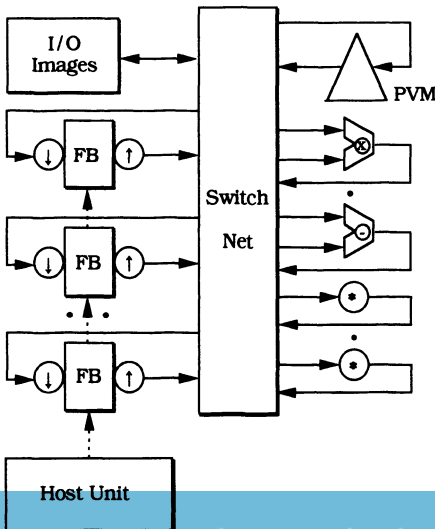 I/O
Images
PVM
↓ FB ↑
x
Switch
Net
↓ FB ↑
-
*
↓ FB ↑
*
Host Unit